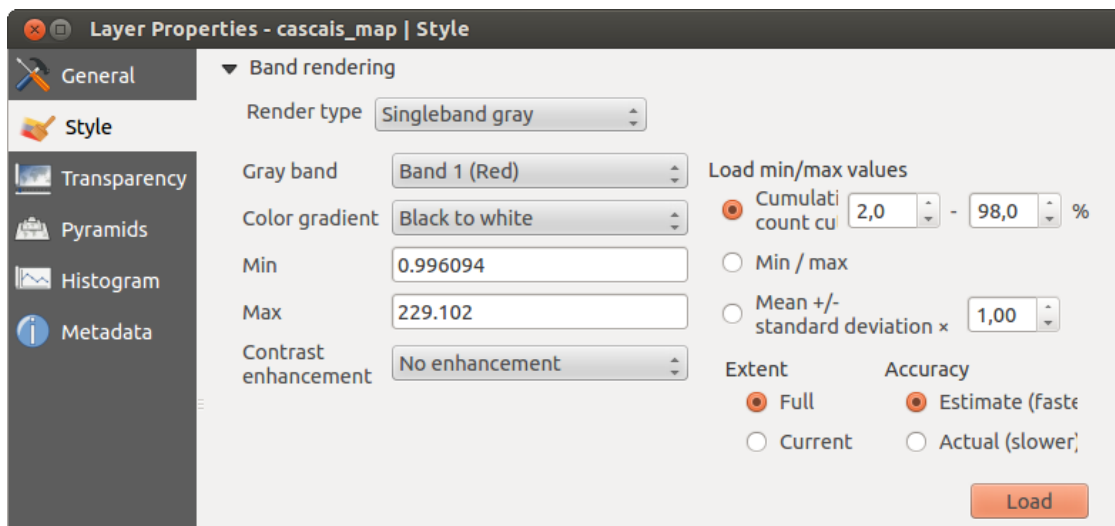 Layer Properties - cascais_map | Style
General
Style
Transparency
Pyramids
Histogram
Metadata
Band rendering
Render type Singleband gray
Gray band Band 1 (Red)
Color gradient Black to white
Min 0.996094
Max 229.102
Contrast
enhancement No enhancement
Load min/max values
Cumulati
count cu 2,0 - 98,0 %
Min / max
Mean +/-
standard deviation × 1,00
Extent
Full
Current
Accuracy
Estimate (faste
Actual (slower)
Load